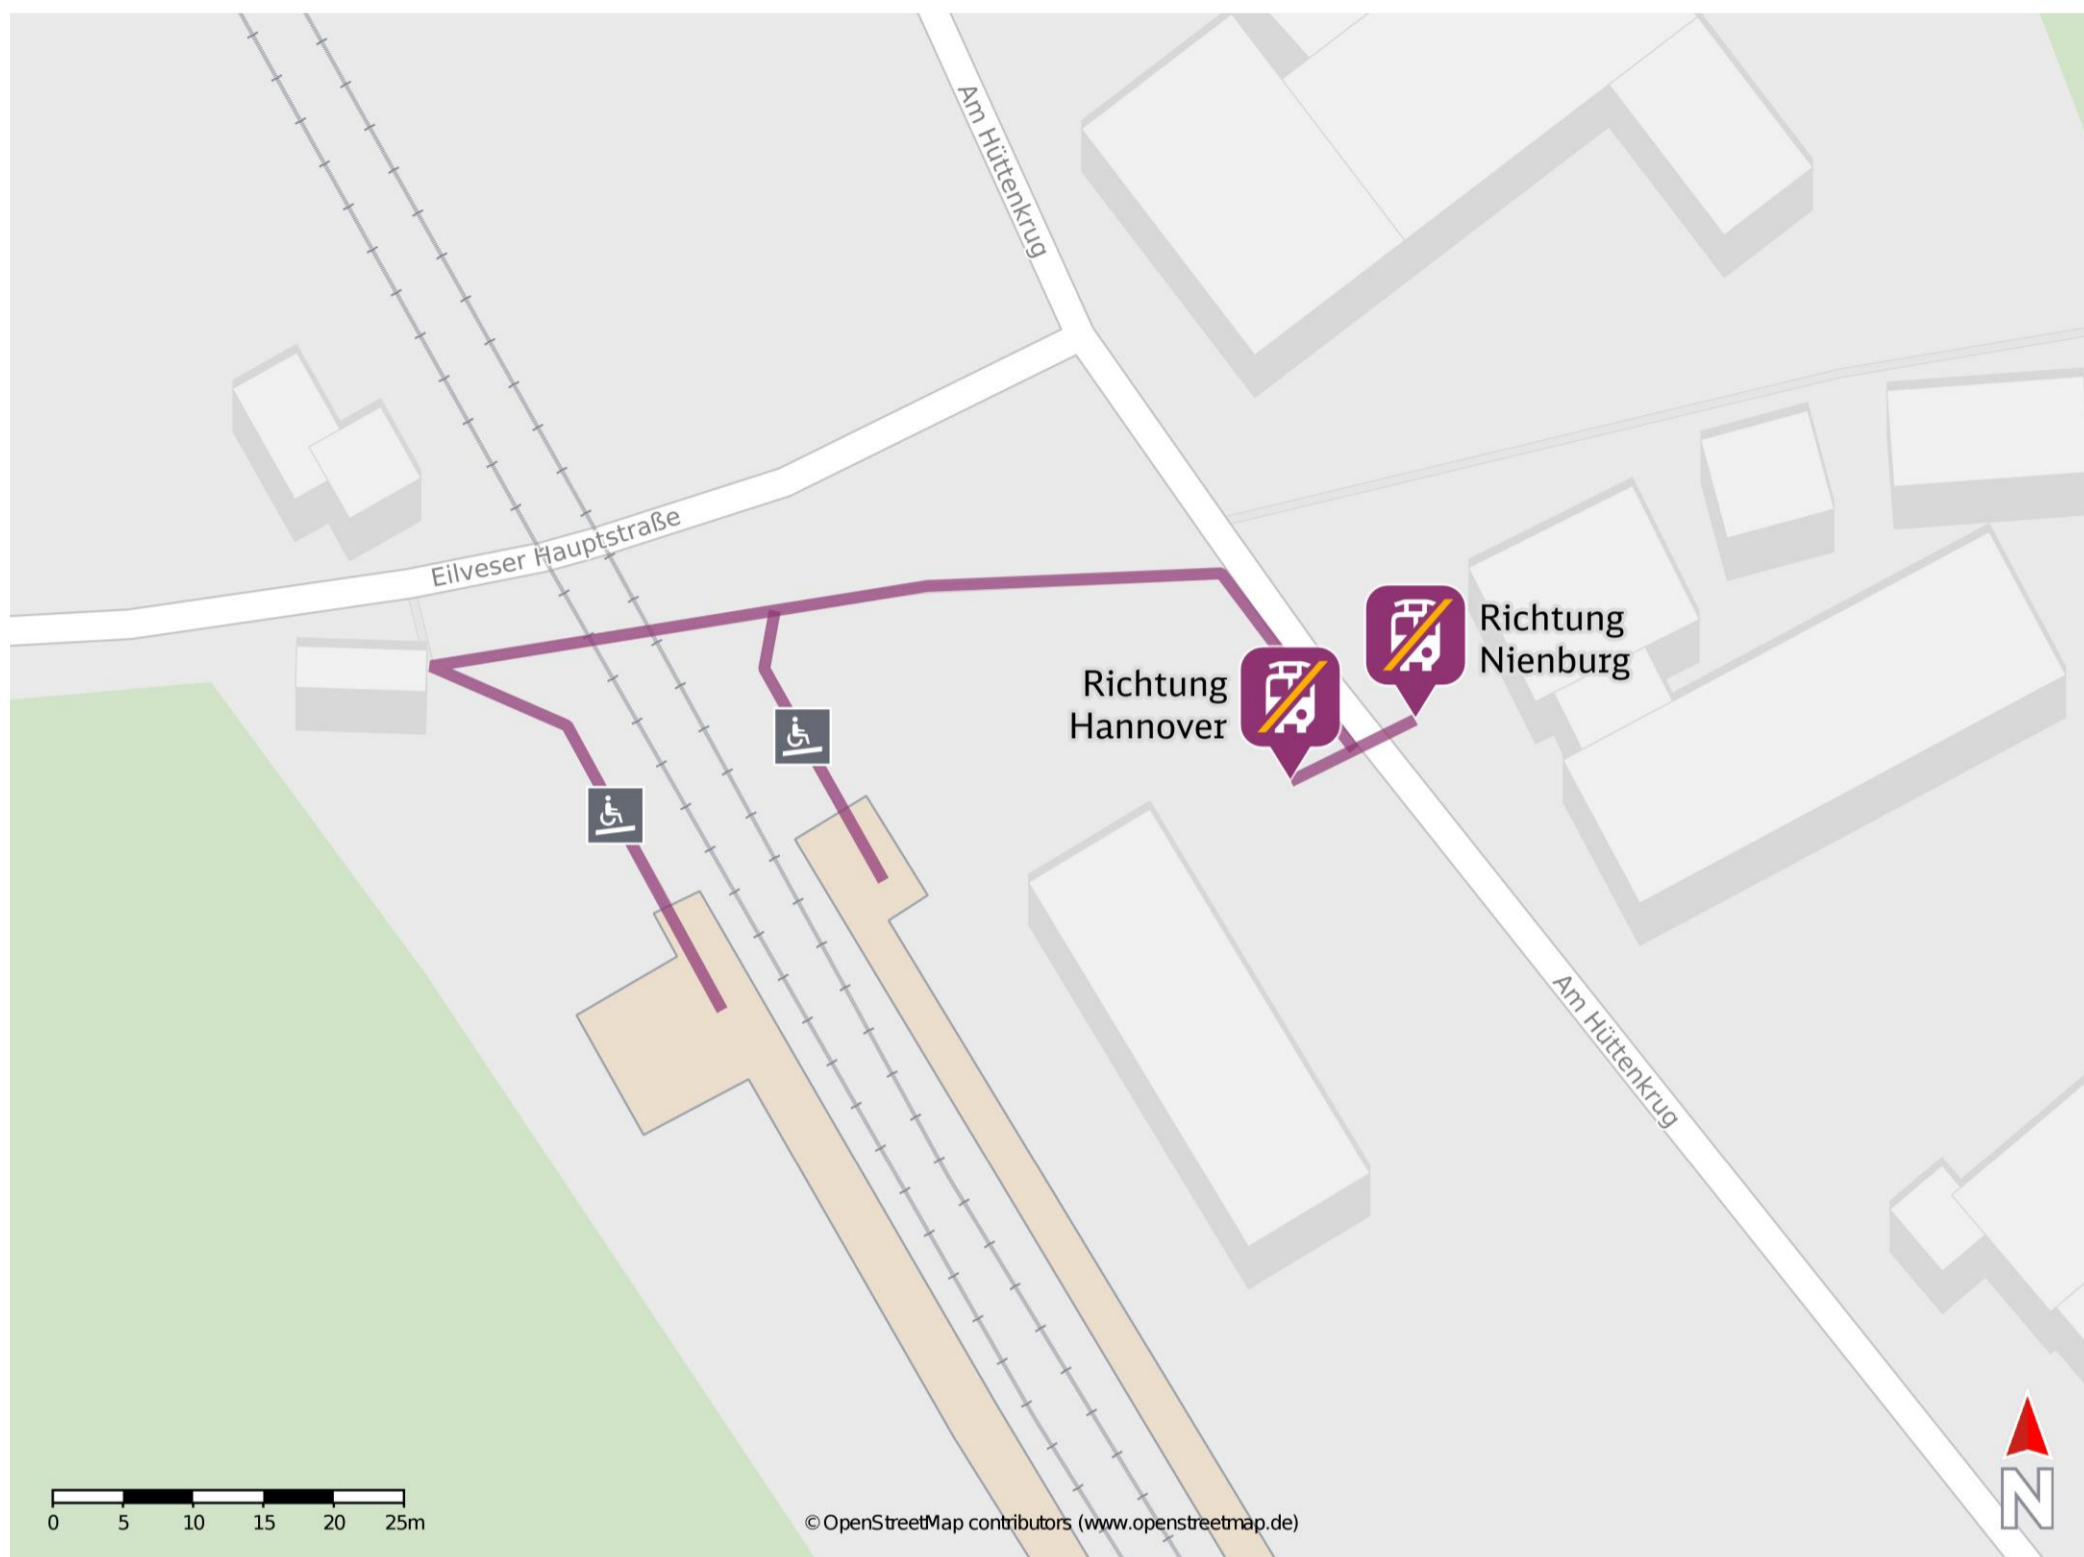 Am Hüttenkrug
Eilveser Hauptstraße
Richtung
Nienburg
Richtung
Hannover
Am Hüttenkrug
0 5 10 15 20 25m
© OpenStreetMap contributors (www.openstreetmap.de)
N